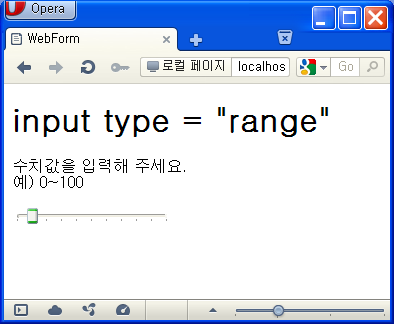 Opera
WebForm
로컬 페이지 localhos Go
input type = "range"
수치값을 입력해 주세요.
예) 0~100